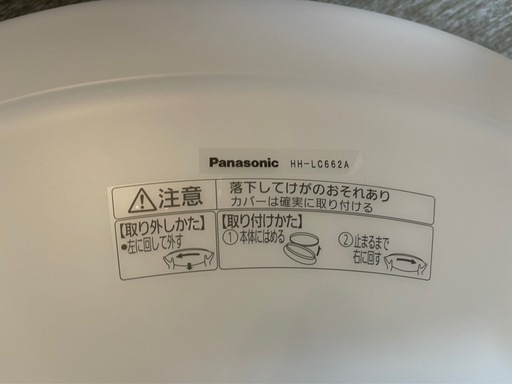 Panasonic HH-LC662A
注意
落下してけがのおそれあり
カバーは確実に取り付ける
【取り外しかた】
●左に回して外す
【取り付けかた】
①本体にはめる
②止まるまで
右に回す